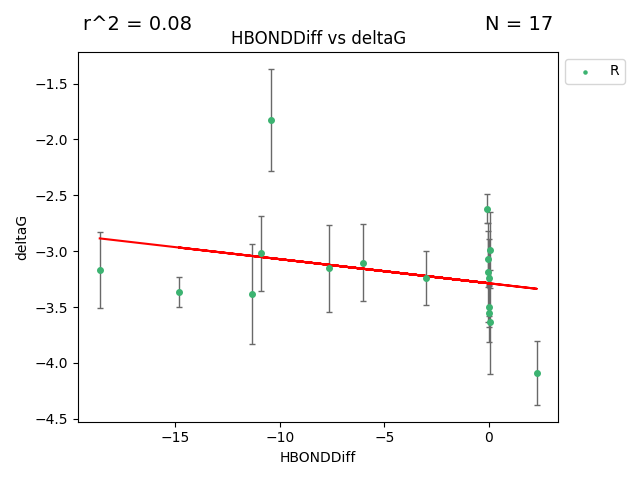 r^2 = 0.08
N = 17
HBONDDiff vs deltaG
R
−1.5
−2.0
−2.5
−3.0
−3.5
−4.0
−4.5
deltaG
−15
−10
−5
0
HBONDDiff